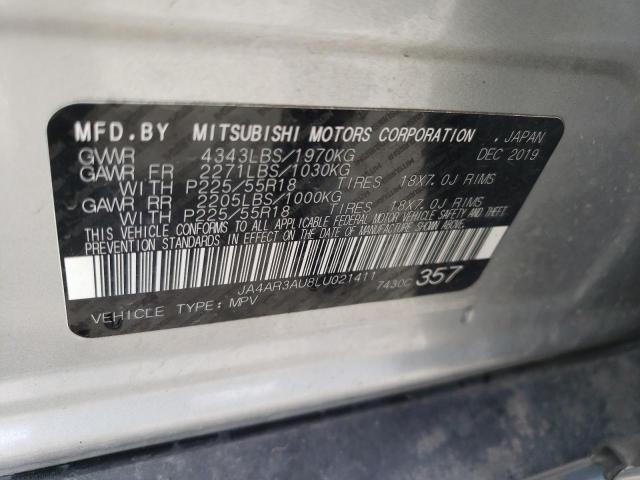 MFD.BY MITSUBISHI MOTORS CORPORATION . JAPAN
GVWR 4343LBS/1970KG DEC 2019
GAWR FR 2271LBS/1030KG
WITH P225/55R18 TIRES 18X7.0J RIMS
GAWR RR 2205LBS/1000KG
WITH P225/55R18 TIRES 18X7.0J RIMS
THIS VEHICLE CONFORMS TO ALL APPLICABLE FEDERAL MOTOR VEHICLE SAFETY AND THEFT
PREVENTION STANDARDS IN EFFECT ON THE DATE OF MANUFACTURE SHOWN ABOVE.
JA4AR3AU8LU021411 7430C 357
VEHICLE TYPE: MPV